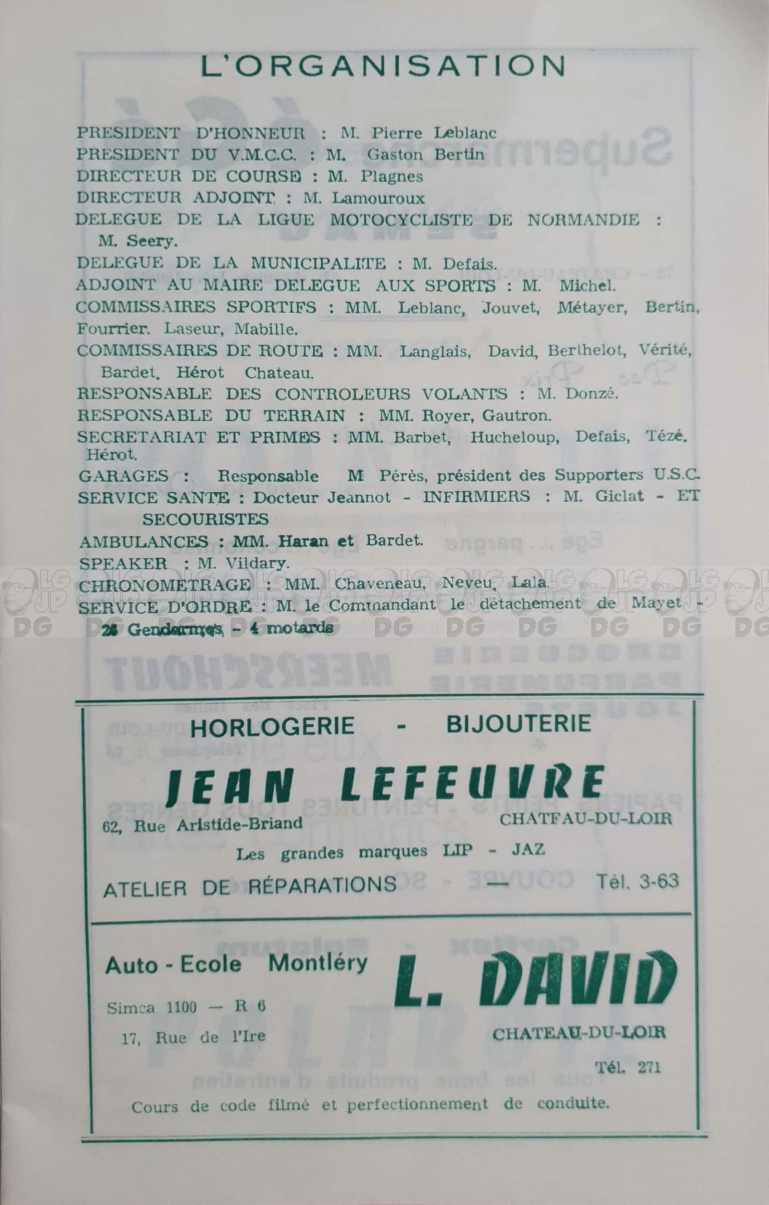 L'ORGANISATION
PRESIDENT D'HONNEUR : M. Pierre Leblanc
PRESIDENT DU V.M.C.C. : M. Gaston Bertin
DIRECTEUR DE COURSE : M. Plagnes
DIRECTEUR ADJOINT : M. Lamouroux
DELEGUE DE LA LIGUE MOTOCYCLISTE DE NORMANDIE :
M. Seery.
DELEGUE DE LA MUNICIPALITE : M. Defais.
ADJOINT AU MAIRE DELEGUE AUX SPORTS : M. Michel.
COMMISSAIRES SPORTIFS : MM. Leblanc, Jouvet, Métayer, Bertin,
Fourrier. Laseur, Mabille.
COMMISSAIRES DE ROUTE : MM. Langlais, David, Berthelot, Vérité,
Bardet, Hérot Chateau.
RESPONSABLE DES CONTROLEURS VOLANTS : M. Donzé.
RESPONSABLE DU TERRAIN : MM. Royer, Gautron.
SECRETARIAT ET PRIMES : MM. Barbet, Hucheloup, Defais, Tézé,
Hérot.
GARAGES : Responsable M Pérès, président des Supporters U.S.C.
SERVICE SANTE : Docteur Jeannot - INFIRMIERS : M. Giclat - ET
SECOURISTES
AMBULANCES : MM. Haran et Bardet.
SPEAKER : M. Vildary.
CHRONOMETRAGE : MM. Chaveneau, Neveu, Lala.
SERVICE D'ORDRE : M. le Commandant le détachement de Mayet -
Gendarmes - 4 motards
HORLOGERIE - BIJOUTERIE
JEAN LEFEUVRE
62, Rue Aristide-Briand CHATEAU-DU-LOIR
Les grandes marques LIP - JAZ
ATELIER DE RÉPARATIONS — Tél. 3-63
Auto - Ecole Montléry L. DAVID
Simca 1100 — R 6
17, Rue de l'Ire CHATEAU-DU-LOIR
Tél. 271
Cours de code filmé et perfectionnement de conduite.